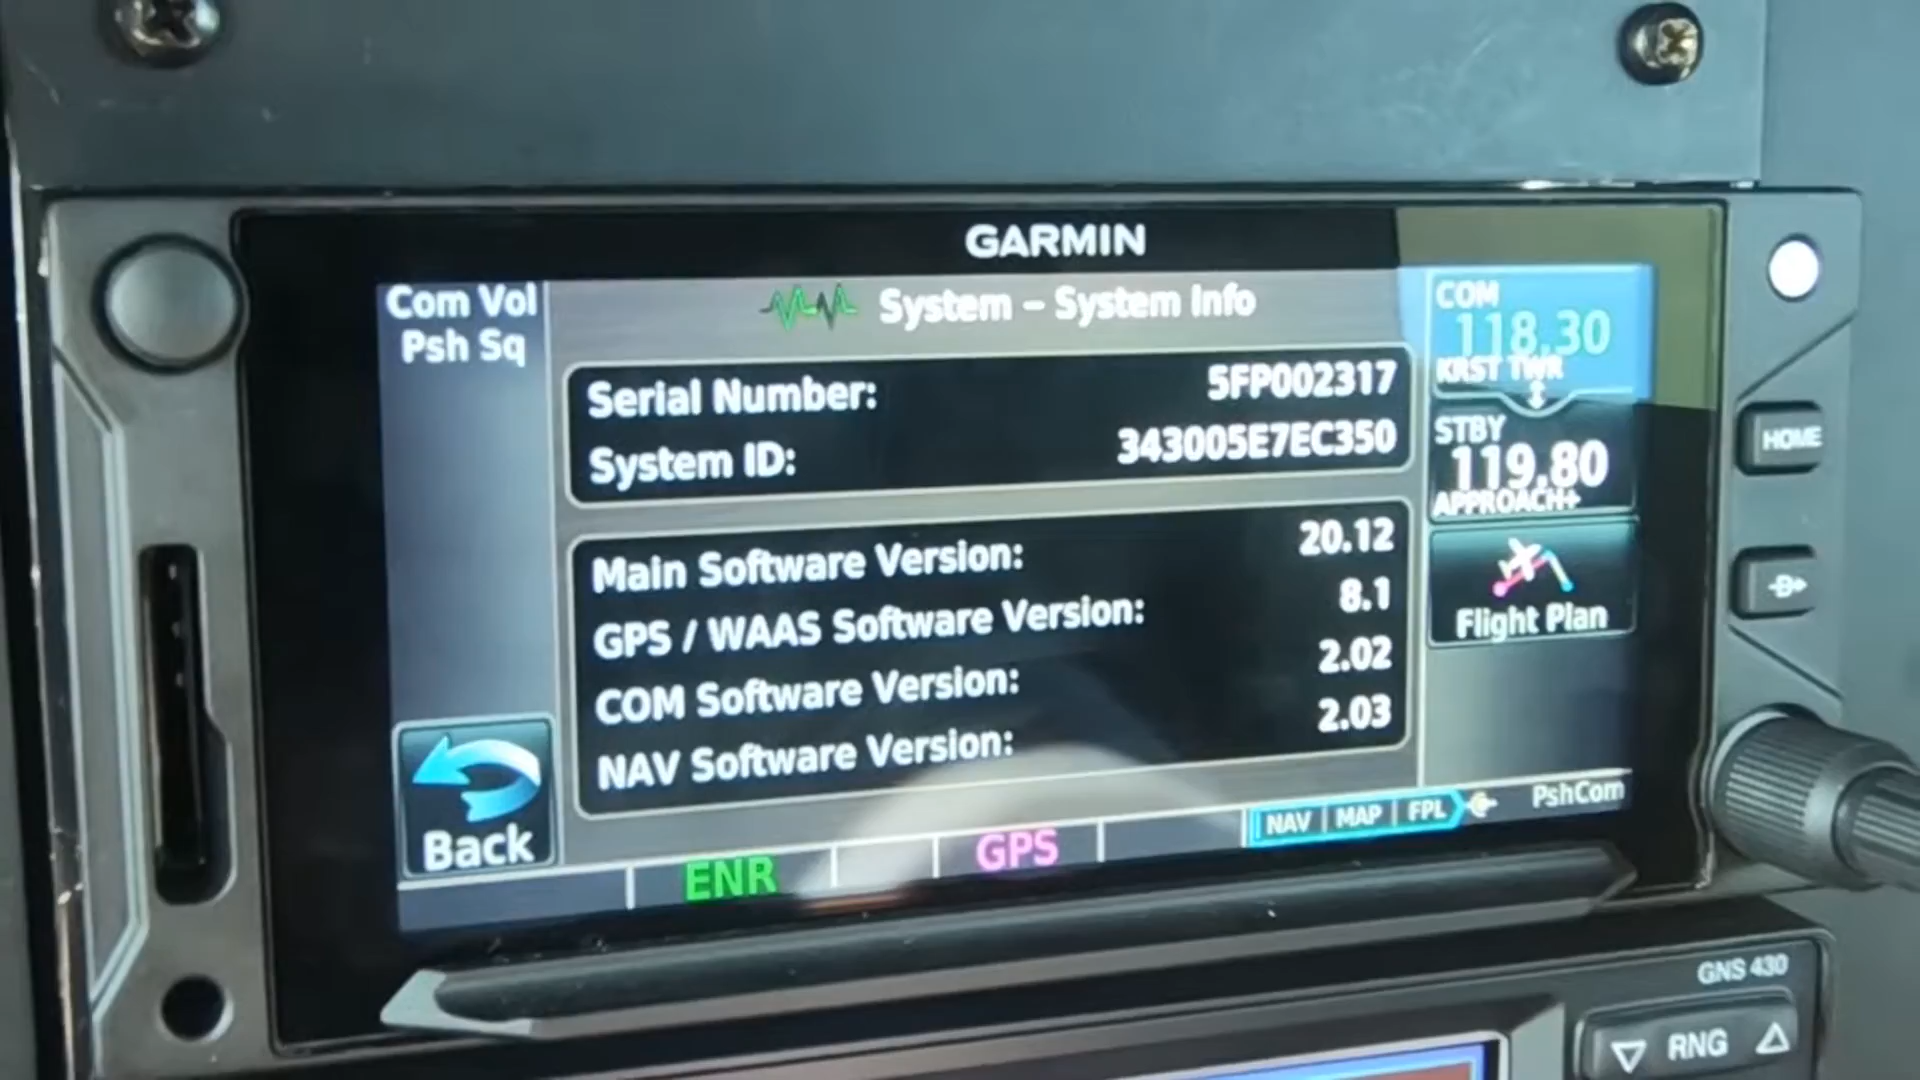 GARMIN
Com Vol
Psh Sq
System – System Info
Serial Number: 5FP002317
System ID: 343005E7EC350
Main Software Version: 20.12
GPS / WAAS Software Version: 8.1
COM Software Version: 2.02
NAV Software Version: 2.03
COM
118.30
KRST TWR
STBY
119.80
APPROACH+
Flight Plan
HOME
D
Back
ENR
GPS
NAV | MAP | FPL
PshCom
GNS 430
RNG